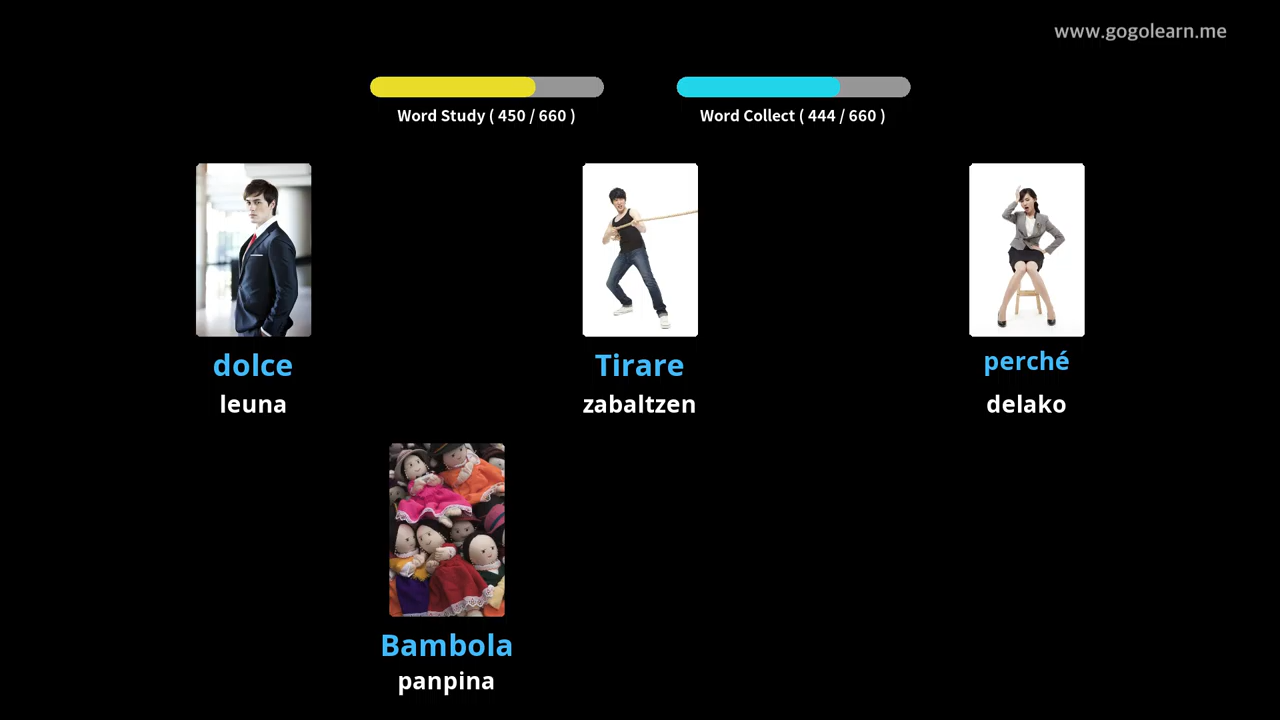 www.gogolearn.me
Word Study ( 450 / 660 )
Word Collect ( 444 / 660 )
dolce
leuna
Tirare
zabaltzen
perché
delako
Bambola
panpina